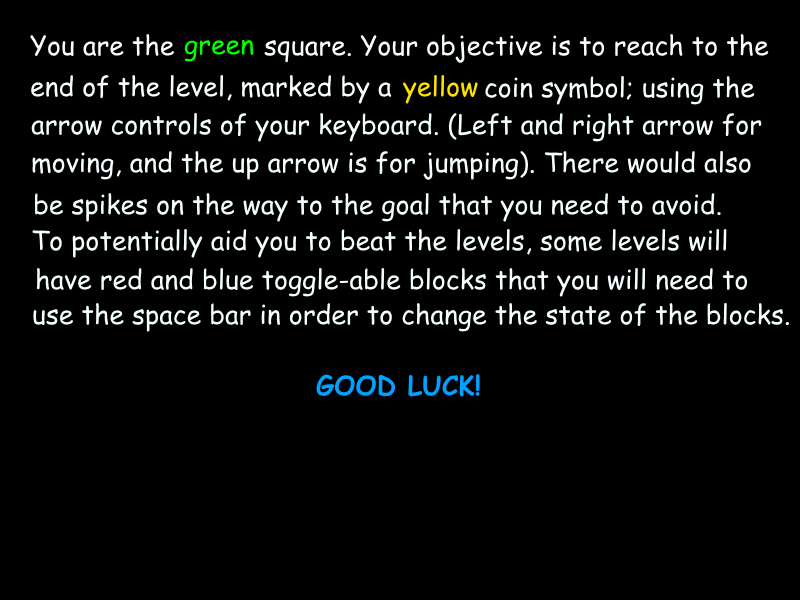 You are the green square. Your objective is to reach to the
end of the level, marked by a yellow coin symbol; using the
arrow controls of your keyboard. (Left and right arrow for
moving, and the up arrow is for jumping). There would also
be spikes on the way to the goal that you need to avoid.
To potentially aid you to beat the levels, some levels will
have red and blue toggle-able blocks that you will need to
use the space bar in order to change the state of the blocks.
GOOD LUCK!